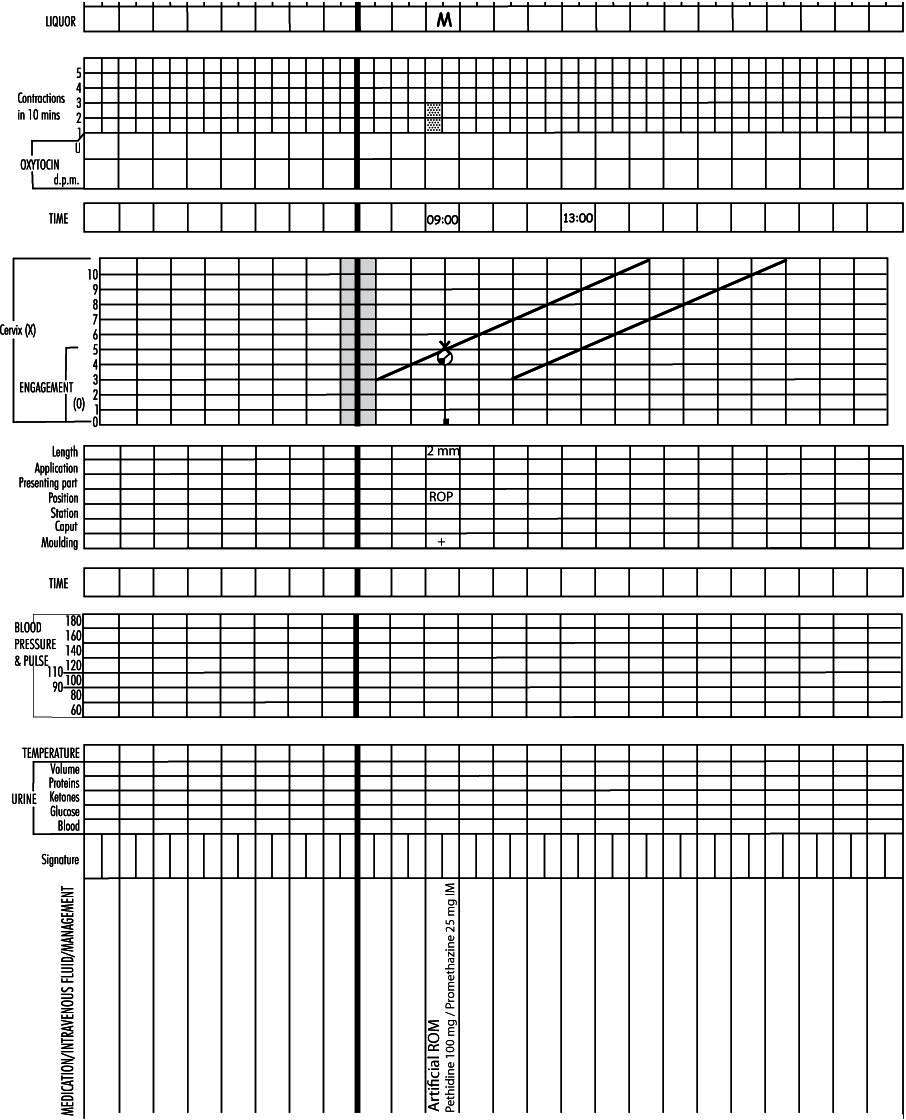 LIQUOR M
5
4
Contractions 3
in 10 mins 2
1
U
OXYTOCIN
d.p.m.
TIME 09:00 13:00
10
9
8
7
Cervix (X) 6
5
4
ENGAGEMENT 3
(0) 2
1
0
Length 2 mm
Application
Presenting part
Position ROP
Station
Caput
Moulding +
TIME
BLOOD 180
PRESSURE 160
& PULSE 140
120
110
100
90
80
60
TEMPERATURE
Volume
Proteins
URINE Ketones
Glucose
Blood
Signature
MEDICATION/INTRAVENOUS FLUID/MANAGEMENT
Artificial ROM
Pethidine 100 mg / Promethazine 25 mg IM